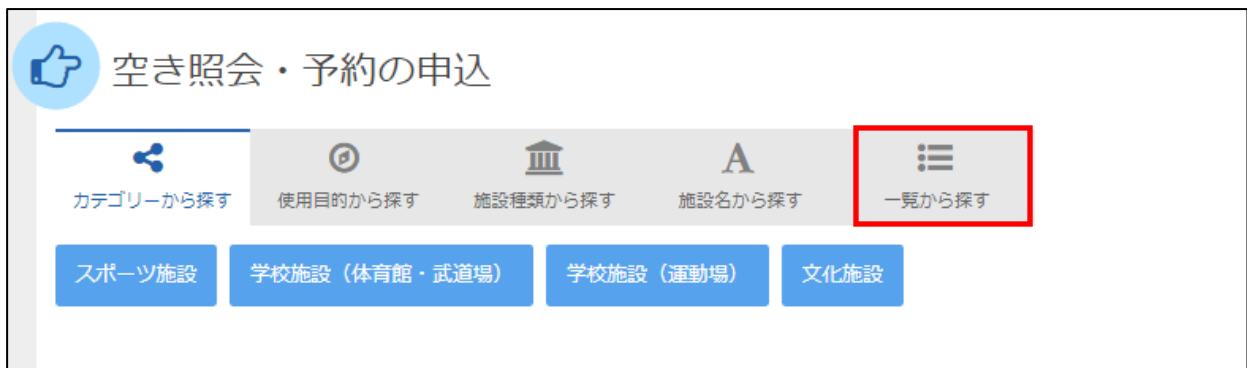 空き照会・予約の申込
カテゴリーから探す 使用目的から探す 施設種類から探す 施設名から探す 一覧から探す
スポーツ施設 学校施設（体育館・武道場） 学校施設（運動場） 文化施設